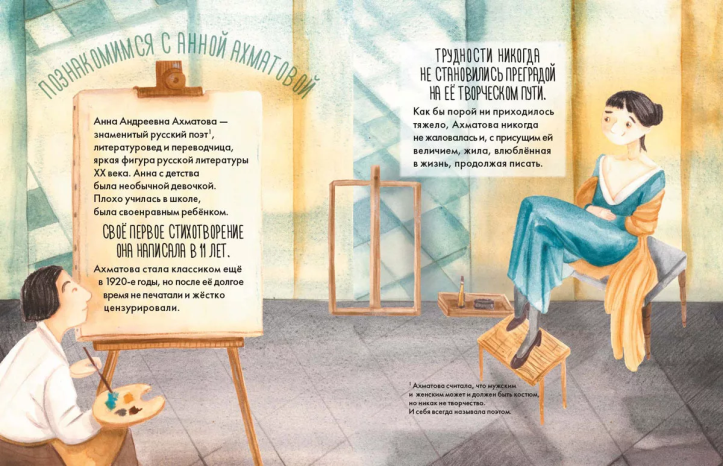 ПОЗНАКОМИМСЯ С АННОЙ АХМАТОВОЙ
Анна Андреевна Ахматова —
знаменитый русский поэт¹,
литературовед и переводчица,
яркая фигура русской литературы
XX века. Анна с детства
была необычной девочкой.
Плохо училась в школе,
была своенравным ребёнком.
СВОЁ ПЕРВОЕ СТИХОТВОРЕНИЕ
ОНА НАПИСАЛА В 11 ЛЕТ.
Ахматова стала классиком ещё
в 1920-е годы, но после её долгое
время не печатали и жёстко
цензурировали.
ТРУДНОСТИ НИКОГДА
НЕ СТАНОВИЛИСЬ ПРЕГРАДОЙ
НА ЕЁ ТВОРЧЕСКОМ ПУТИ.
Как бы порой ни приходилось
тяжело, Ахматова никогда
не жаловалась и, с присущим ей
величием, жила, влюблённая
в жизнь, продолжая писать.
¹ Ахматова считала, что мужским
и женским может и должен быть костюм,
но никак не творчество.
И себя всегда называла поэтом.